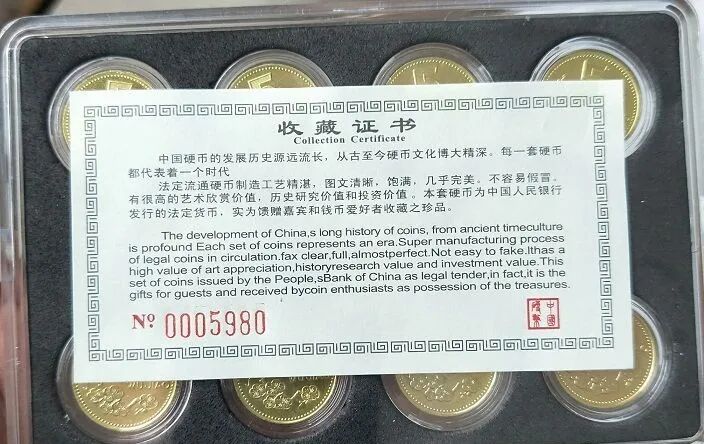 收藏证书
Collection Certificate
中国硬币的发展历史源远流长，从古至今硬币文化博大精深。每一套硬币
都代表着一个时代
法定流通硬币制造工艺精湛，图文清晰，饱满，几乎完美。不容易假冒。
有很高的艺术欣赏价值，历史研究价值和投资价值。本套硬币为中国人民银行
发行的法定货币，实为馈赠嘉宾和钱币爱好者收藏之珍品。
The development of China,s long history of coins, from ancient timeculture
is profound Each set of coins represents an era.Super manufacturing process
of legal coins in circulation.fax clear,full,almostperfect.Not easy to fake.Ithas a
high value of art appreciation,historyresearch value and investment value.This
set of coins issued by the People,sBank of China as legal tender,in fact,it is the
gifts for guests and received bycoin enthusiasts as possession of the treasures.
No 0005980